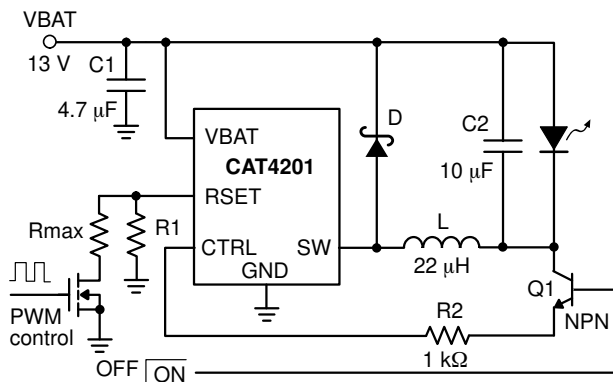 VBAT
13 V
C1
4.7 μF
VBAT
CAT4201
RSET
CTRL
SW
GND
D
C2
10 μF
L
22 μH
Rmax
R1
PWM
control
Q1
NPN
R2
1 kΩ
OFF ON